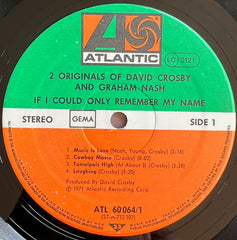 ATLANTIC
LC 0121
2 ORIGINALS OF DAVID CROSBY
AND GRAHAM NASH
IF I COULD ONLY REMEMBER MY NAME
STEREO GEMA SIDE 1
1. Music Is Love (Nash, Young, Crosby) (3:16)
2. Cowboy Movie (Crosby) (8:02)
3. Tamalpais High (At About 3) (Crosby) (3:28)
4. Laughing (Crosby) (5:20)
Produced by David Crosby
℗ 1971 Atlantic Recording Corp.
ATL 60 064/1